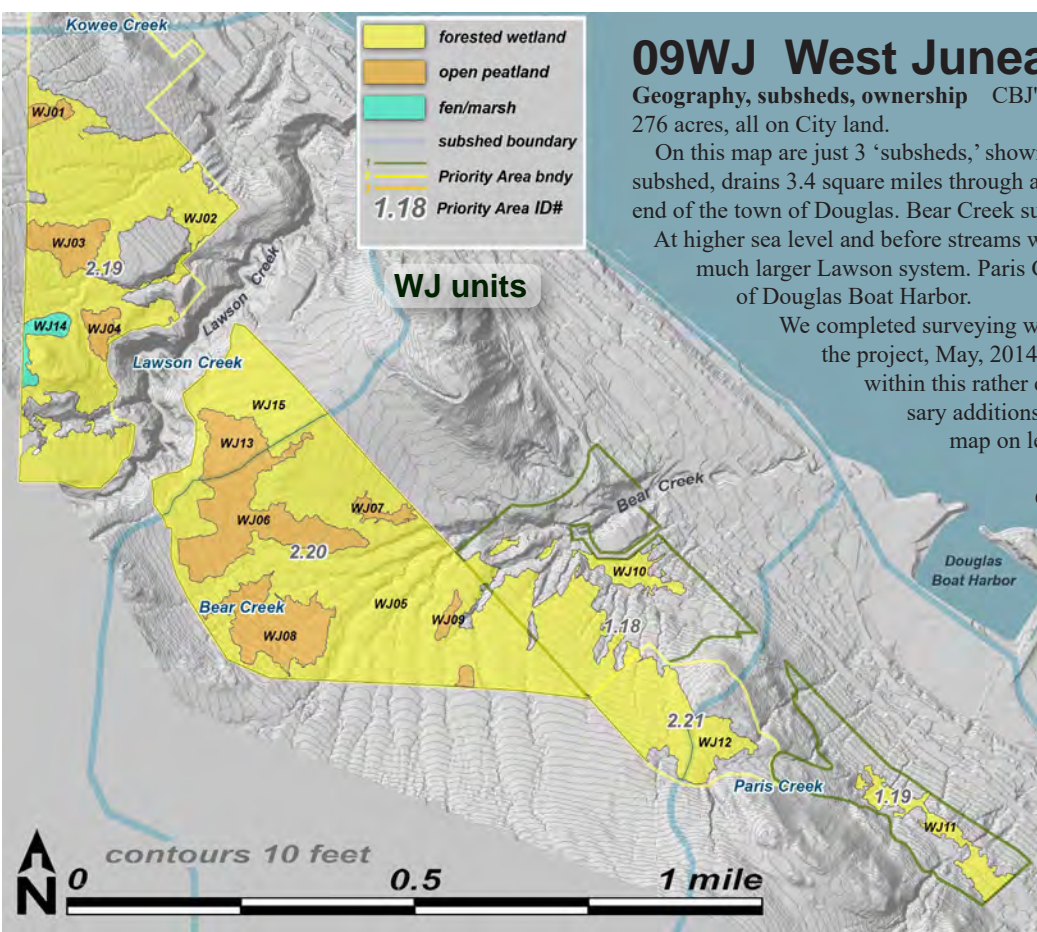 09WJ West Junea
Geography, subsheds, ownership CBJ'
276 acres, all on City land.
On this map are just 3 ‘subsheds,’ show
subshed, drains 3.4 square miles through a
end of the town of Douglas. Bear Creek su
At higher sea level and before streams w
much larger Lawson system. Paris C
of Douglas Boat Harbor.
We completed surveying w
the project, May, 2014
within this rather
sary additions
map on le
forested wetland
open peatland
fen/marsh
subshed boundary
1
2
3
Priority Area bndy
1.18 Priority Area ID#
WJ units
Kowee Creek
WJ01
WJ02
WJ03
2.19
WJ14
WJ04
Lawson Creek
Lawson Creek
WJ15
WJ13
WJ07
WJ06
2.20
Bear Creek
Bear Creek
WJ05
WJ09
WJ08
WJ10
1.18
Douglas
Boat Harbor
2.21
WJ12
Paris Creek
1.19
WJ11
contours 10 feet
N
0 0.5 1 mile